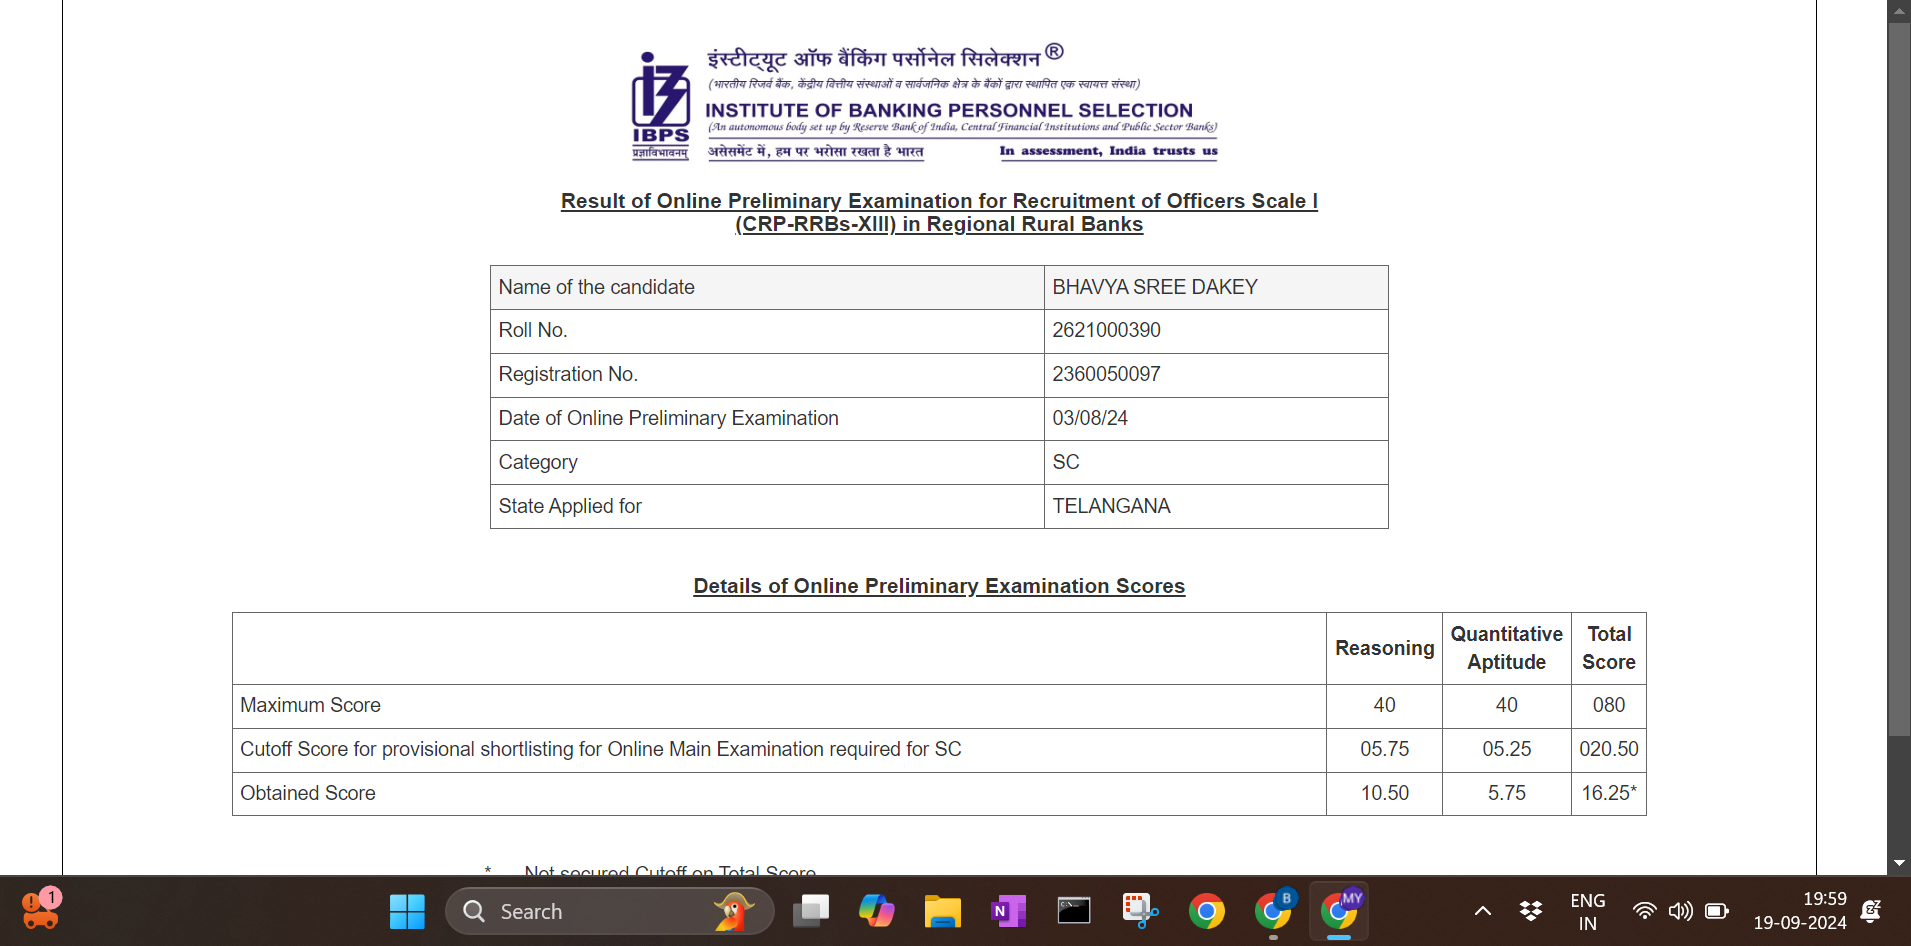 इंस्टीट्यूट ऑफ बैंकिंग पर्सोनेल सिलेक्शन ®
(भारतीय रिजर्व बैंक, केंद्रीय वित्तीय संस्थाओं व सार्वजनिक क्षेत्र के बैंकों द्वारा स्थापित एक स्वायत्त संस्था)
INSTITUTE OF BANKING PERSONNEL SELECTION
(An autonomous body set up by Reserve Bank of India, Central Financial Institutions and Public Sector Banks)
IBPS
प्रज्ञाविभावनम्
असेसमेंट में, हम पर भरोसा रखता है भारत In assessment, India trusts us
Result of Online Preliminary Examination for Recruitment of Officers Scale I
(CRP-RRBs-XIII) in Regional Rural Banks
Name of the candidate BHAVYA SREE DAKEY
Roll No. 2621000390
Registration No. 2360050097
Date of Online Preliminary Examination 03/08/24
Category SC
State Applied for TELANGANA
Details of Online Preliminary Examination Scores
Reasoning Quantitative Aptitude Total Score
Maximum Score 40 40 080
Cutoff Score for provisional shortlisting for Online Main Examination required for SC 05.75 05.25 020.50
Obtained Score 10.50 5.75 16.25*
* Not secured Cutoff on Total Score
1
Search
N
B
MY
ENG
IN
19:59
19-09-2024